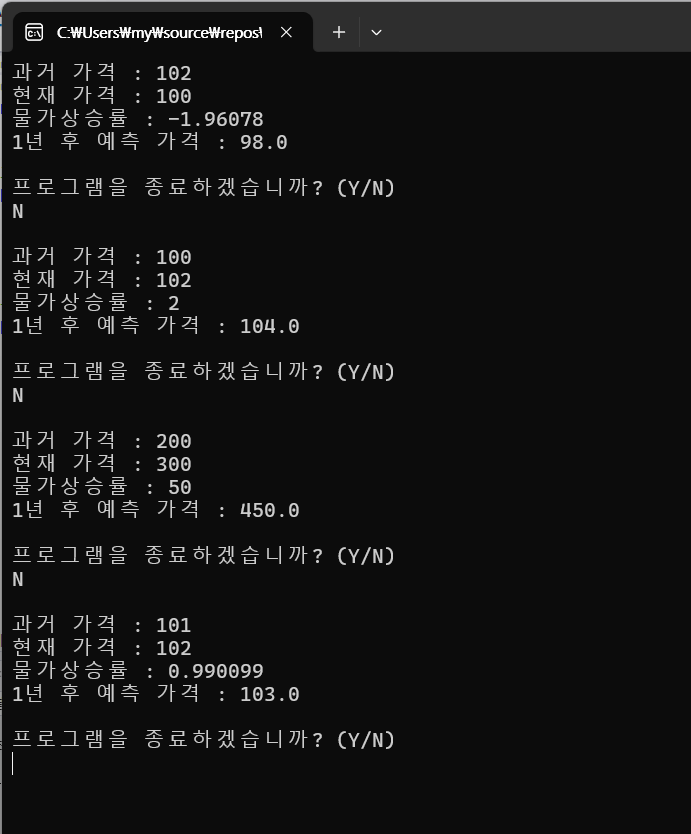 C:₩Users₩my₩source₩repos₩
과거 가격 : 102
현재 가격 : 100
물가상승률 : -1.96078
1년 후 예측 가격 : 98.0
프로그램을 종료하겠습니까? (Y/N)
N
과거 가격 : 100
현재 가격 : 102
물가상승률 : 2
1년 후 예측 가격 : 104.0
프로그램을 종료하겠습니까? (Y/N)
N
과거 가격 : 200
현재 가격 : 300
물가상승률 : 50
1년 후 예측 가격 : 450.0
프로그램을 종료하겠습니까? (Y/N)
N
과거 가격 : 101
현재 가격 : 102
물가상승률 : 0.990099
1년 후 예측 가격 : 103.0
프로그램을 종료하겠습니까? (Y/N)